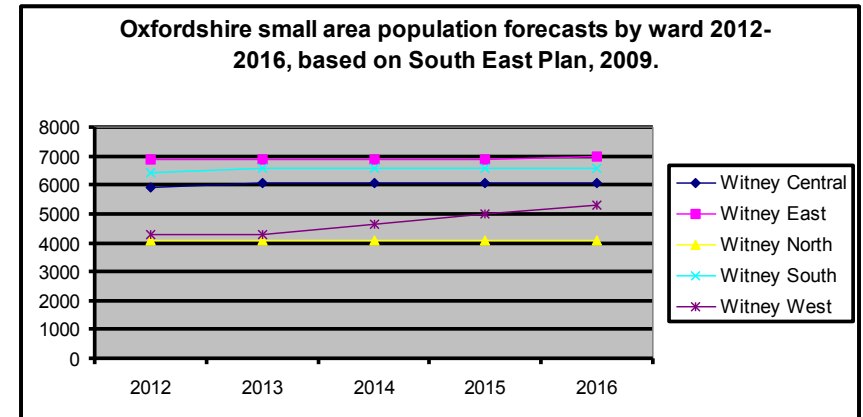 Oxfordshire small area population forecasts by ward 2012-
2016, based on South East Plan, 2009.
8000
7000
6000
5000
4000
3000
2000
1000
0
2012 2013 2014 2015 2016
Witney Central
Witney East
Witney North
Witney South
Witney West